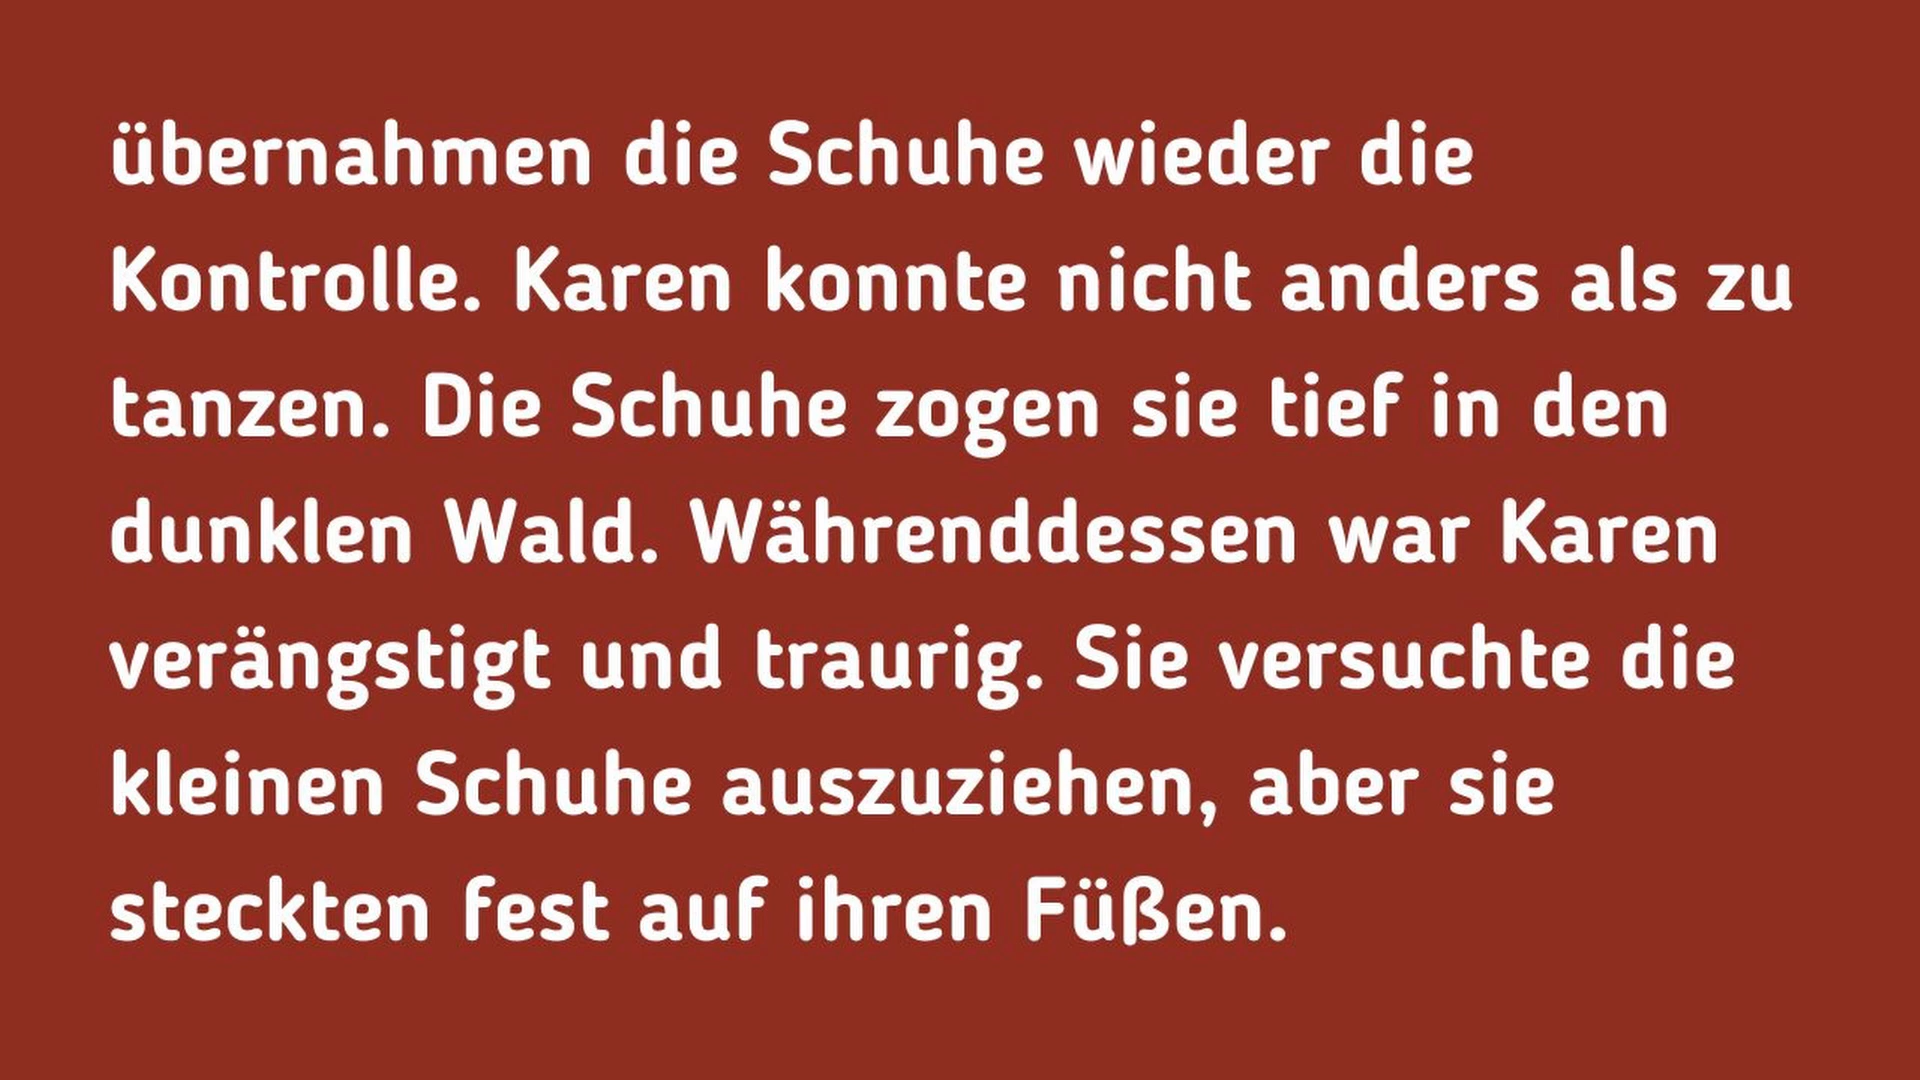 übernahmen die Schuhe wieder die
Kontrolle. Karen konnte nicht anders als zu
tanzen. Die Schuhe zogen sie tief in den
dunklen Wald. Währenddessen war Karen
verängstigt und traurig. Sie versuchte die
kleinen Schuhe auszuziehen, aber sie
steckten fest auf ihren Füßen.